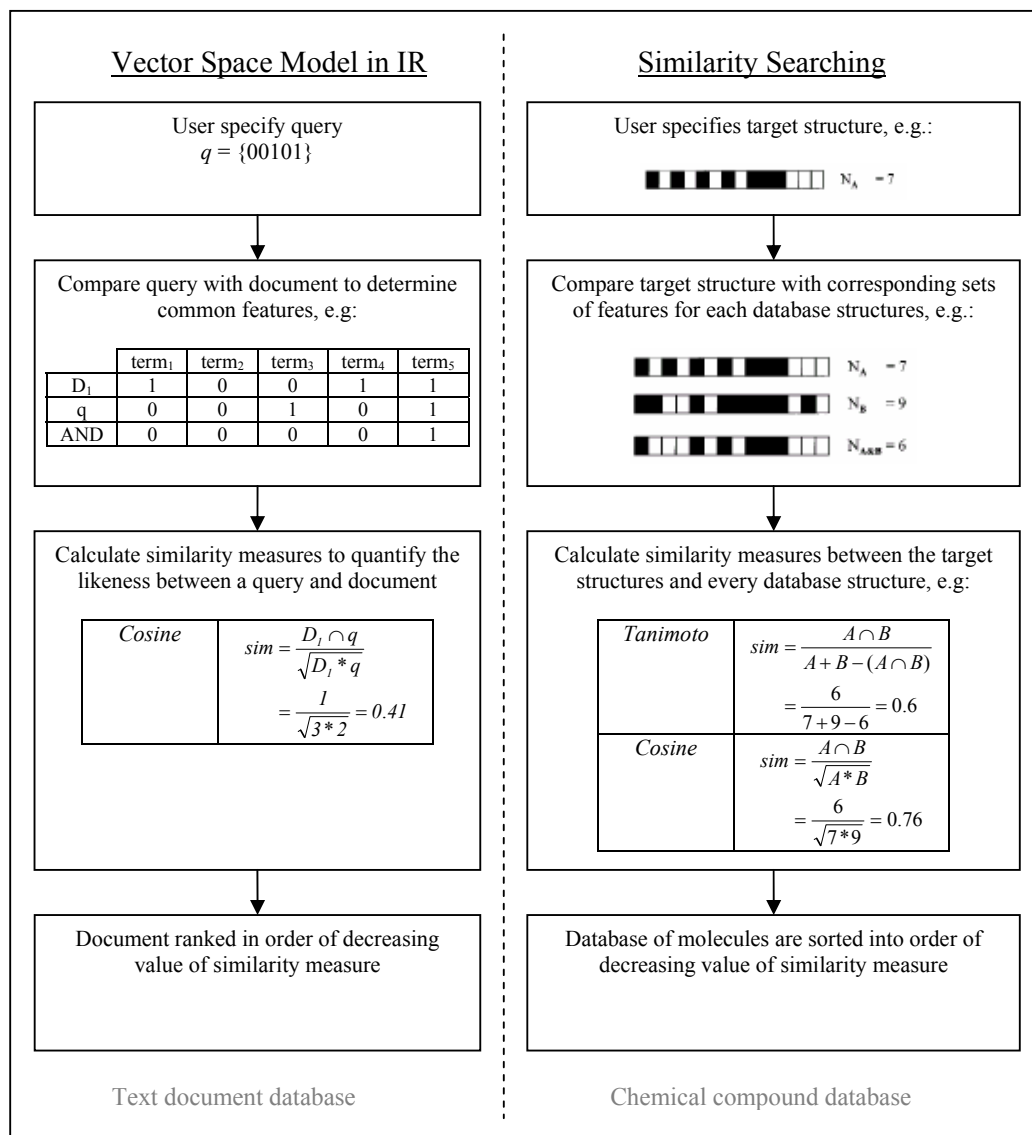 Vector Space Model in IR
User specify query
q = {00101}
Compare query with document to determine
common features, e.g:
term₁ term₂ term₃ term₄ term₅
D₁ 1 0 0 1 1
q 0 0 1 0 1
AND 0 0 0 0 1
Calculate similarity measures to quantify the
likeness between a query and document
Cosine sim = D₁ ∩ q / √(D₁ * q)
= 1 / √(3 * 2) = 0.41
Document ranked in order of decreasing
value of similarity measure
Text document database
Similarity Searching
User specifies target structure, e.g.:
N_A = 7
Compare target structure with corresponding sets
of features for each database structures, e.g.:
N_A = 7
N_B = 9
N_A&B = 6
Calculate similarity measures between the target
structures and every database structure, e.g:
Tanimoto sim = A ∩ B / A + B − (A ∩ B)
= 6 / 7 + 9 − 6 = 0.6
Cosine sim = A ∩ B / √(A * B)
= 6 / √(7 * 9) = 0.76
Database of molecules are sorted into order of
decreasing value of similarity measure
Chemical compound database